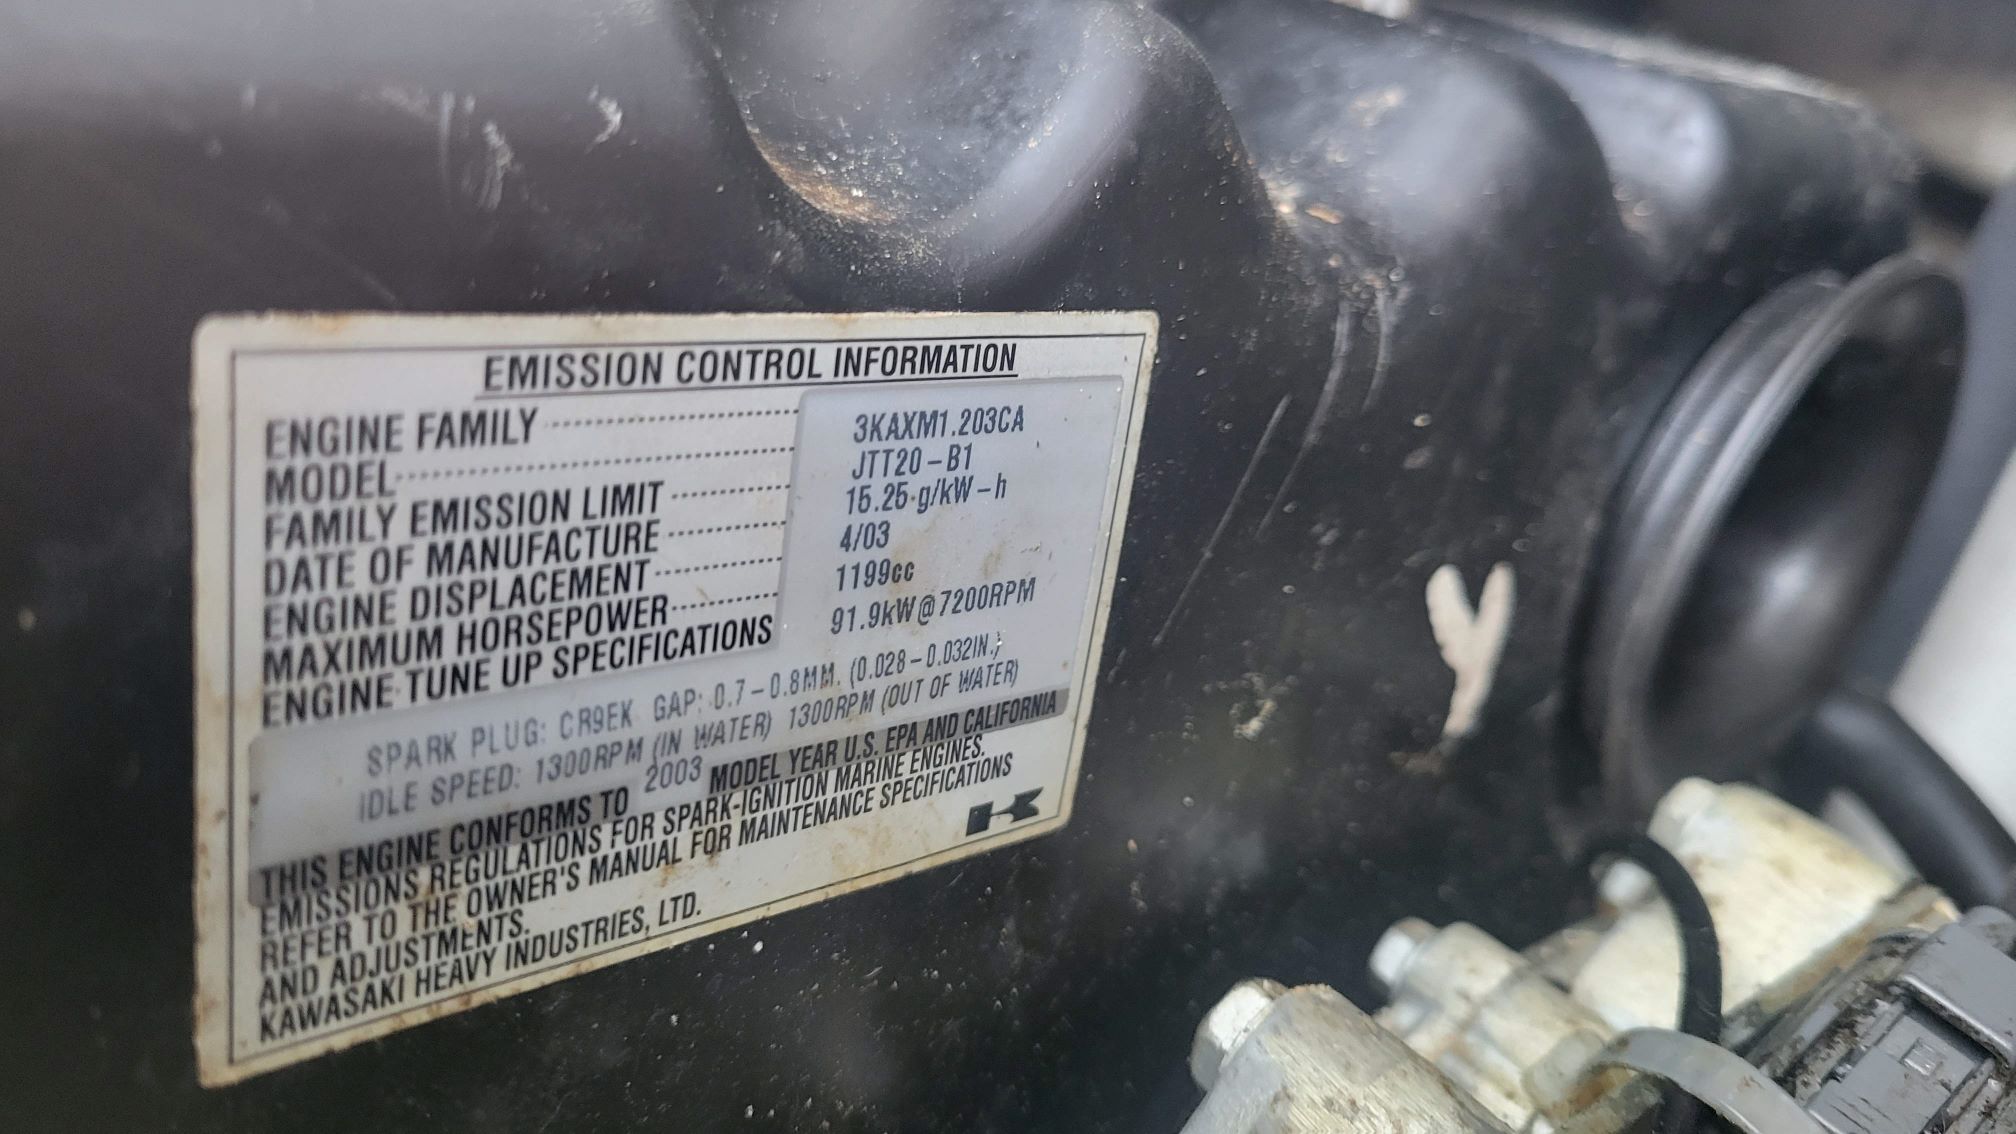 EMISSION CONTROL INFORMATION
ENGINE FAMILY 3KAXM1.203CA
MODEL JTT20-B1
FAMILY EMISSION LIMIT 15.25 g/kW-h
DATE OF MANUFACTURE 4/03
ENGINE DISPLACEMENT 1199cc
MAXIMUM HORSEPOWER 91.9kW@7200RPM
ENGINE TUNE UP SPECIFICATIONS
SPARK PLUG: CR9EK GAP: 0.7-0.8MM. (0.028-0.032IN.)
IDLE SPEED: 1300RPM (IN WATER) 1300RPM (OUT OF WATER)
THIS ENGINE CONFORMS TO 2003 MODEL YEAR U.S. EPA AND CALIFORNIA
EMISSIONS REGULATIONS FOR SPARK-IGNITION MARINE ENGINES.
REFER TO THE OWNER'S MANUAL FOR MAINTENANCE SPECIFICATIONS
AND ADJUSTMENTS.
KAWASAKI HEAVY INDUSTRIES, LTD.